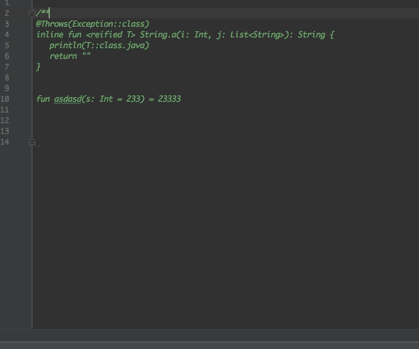 1
2 /**
3 @Throws(Exception::class)
4 inline fun <reified T> String.a(i: Int, j: List<String>): String {
5 println(T::class.java)
6 return ""
7 }
8
9
10 fun asdasd(s: Int = 233) = 23333
11
12
13
14